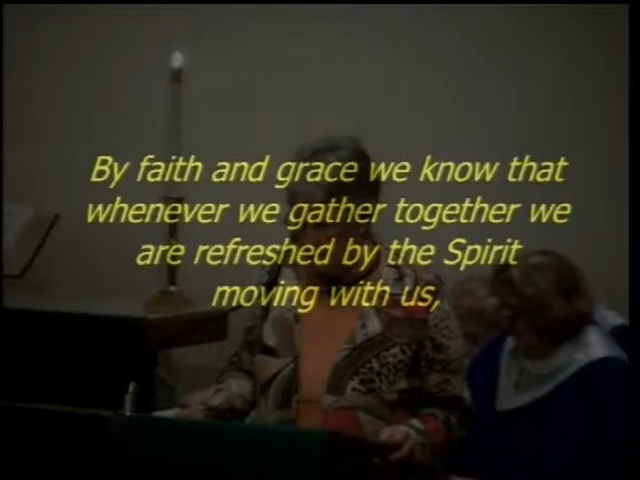 By faith and grace we know that
whenever we gather together we
are refreshed by the Spirit
moving with us,